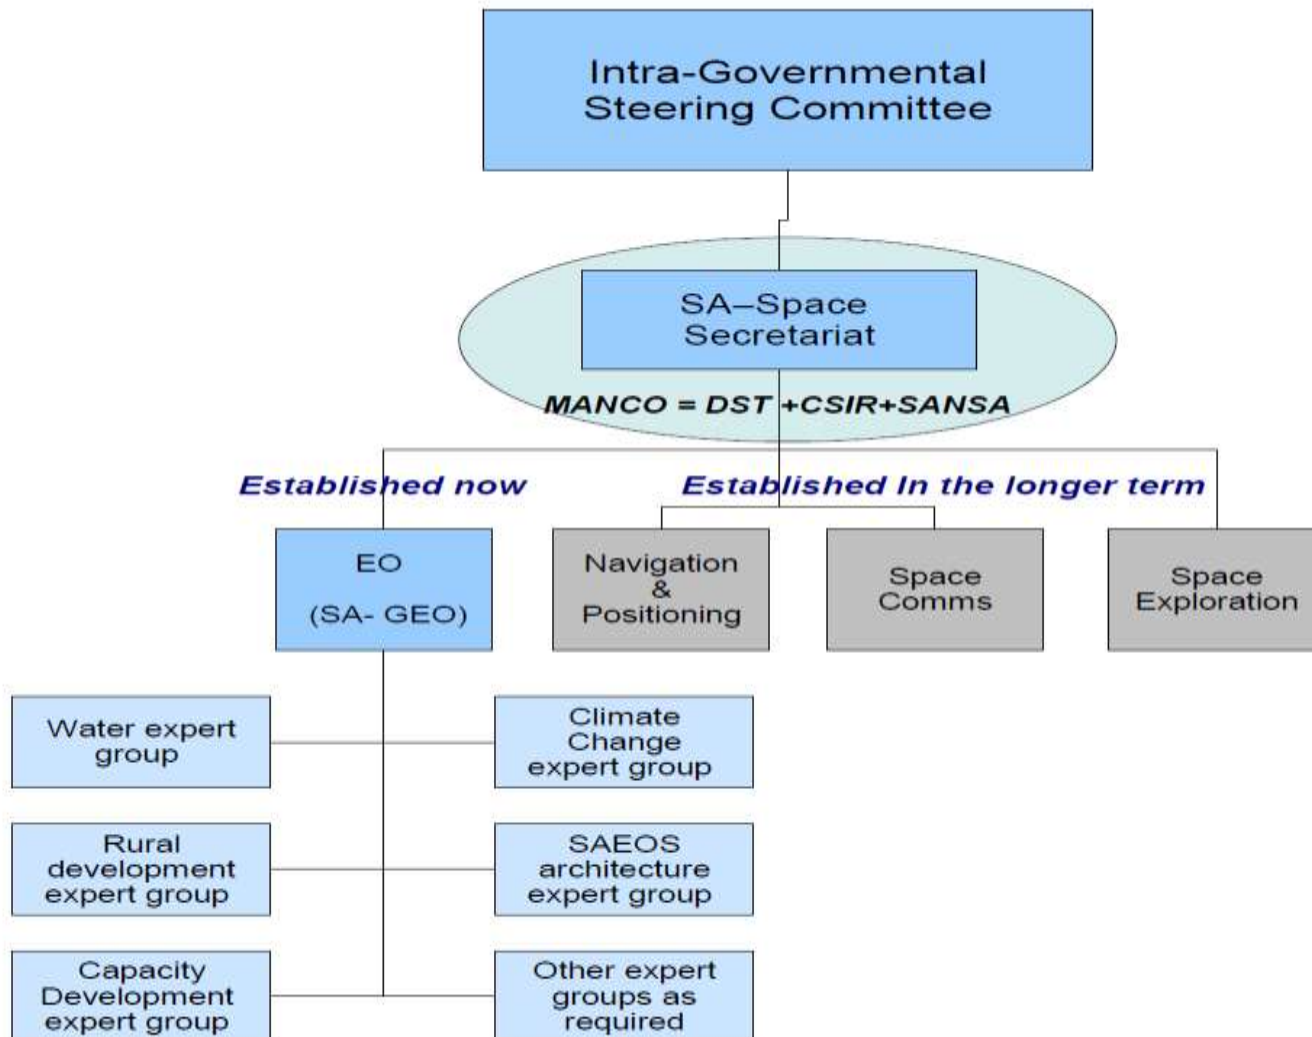 Intra-Governmental
Steering Committee
SA–Space
Secretariat
MANCO = DST +CSIR+SANSA
Established now
Established In the longer term
EO
(SA- GEO)
Navigation
&
Positioning
Space
Comms
Space
Exploration
Water expert
group
Climate
Change
expert group
Rural
development
expert group
SAEOS
architecture
expert group
Capacity
Development
expert group
Other expert
groups as
required